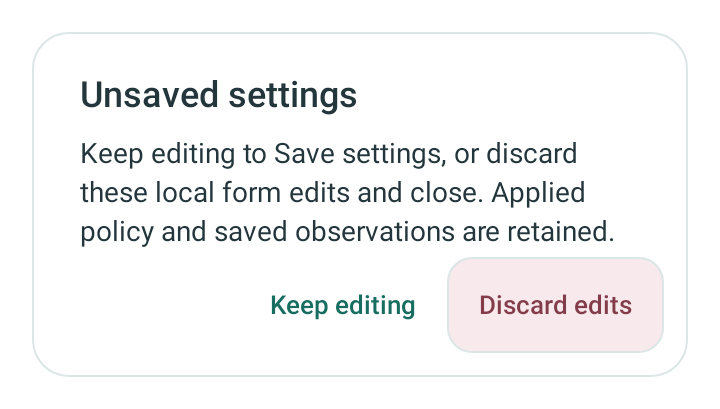 Unsaved settings
Keep editing to Save settings, or discard
these local form edits and close. Applied
policy and saved observations are retained.
Keep editing
Discard edits